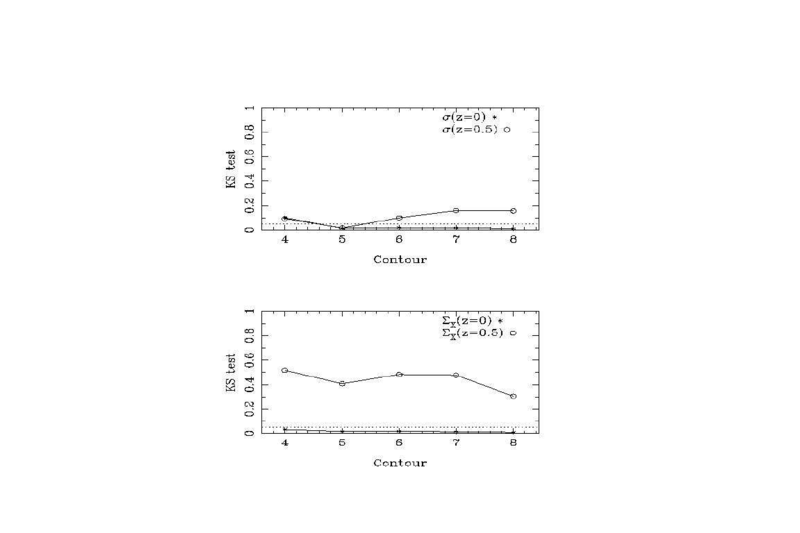 1
σ(z=0) *
0.8
σ(z=0.5) ○
0.6
KS test
0.4
0.2
0
4 5 6 7 8
Contour
1
Σχ(z=0) *
0.8
Σχ(z=0.5) ○
0.6
KS test
0.4
0.2
0
4 5 6 7 8
Contour